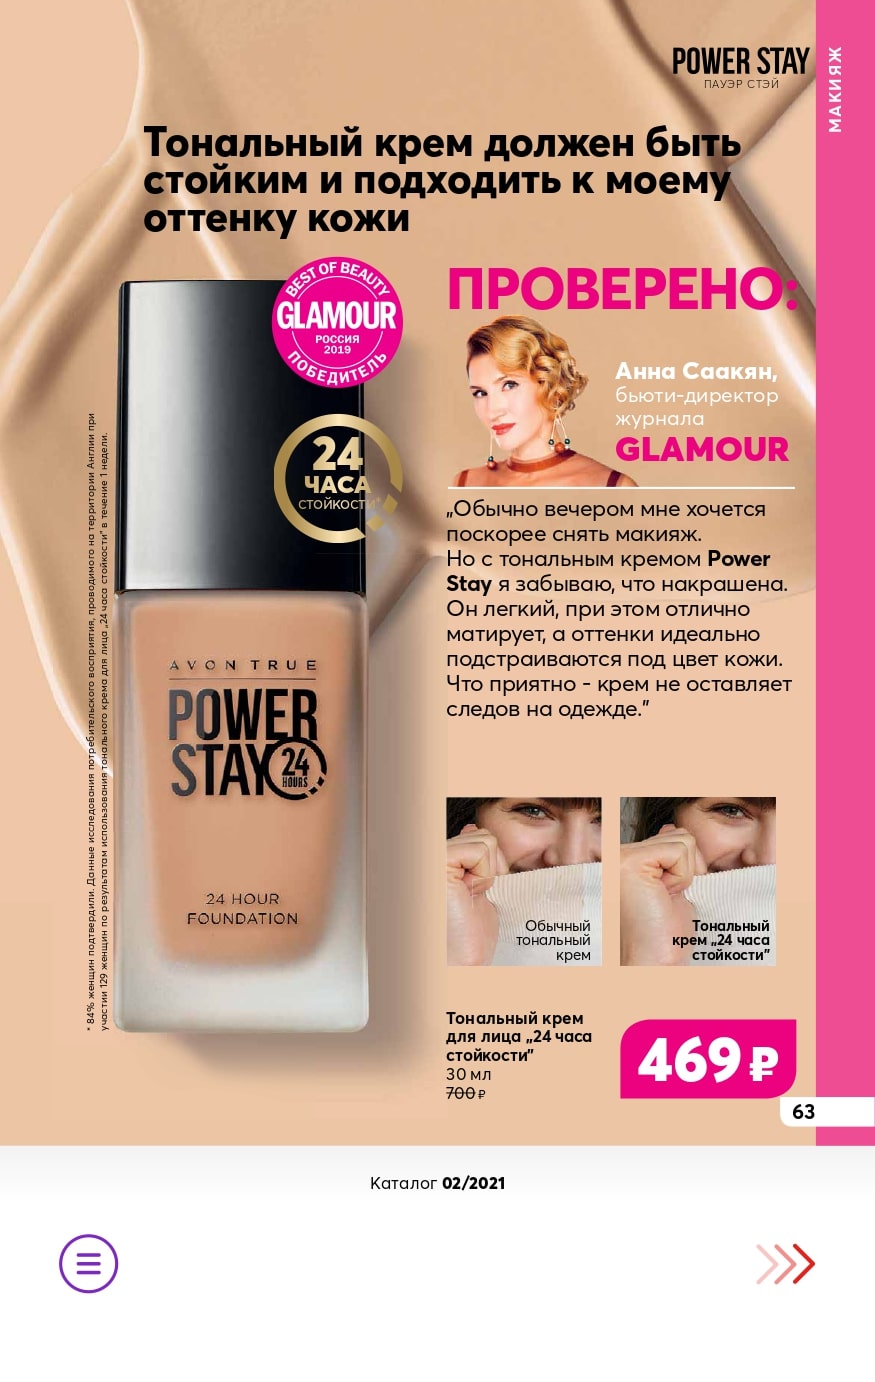 POWER STAY
ПАУЭР СТЭЙ
МАКИЯЖ
Тональный крем должен быть
стойким и подходить к моему
оттенку кожи
BEST OF BEAUTY
GLAMOUR
РОССИЯ
2019
ПОБЕДИТЕЛЬ
24
ЧАСА
СТОЙКОСТИ*
AVON TRUE
POWER
STAY
24
HOURS
24 HOUR
FOUNDATION
* 84% женщин подтвердили. Данные исследования потребительского восприятия, проводимого на территории Англии при
участии 129 женщин по результатам использования тонального крема для лица „24 часа стойкости" в течение 1 недели.
ПРОВЕРЕНО:
Анна Саакян,
бьюти-директор
журнала
GLAMOUR
„Обычно вечером мне хочется
поскорее снять макияж.
Но с тональным кремом Power
Stay я забываю, что накрашена.
Он легкий, при этом отлично
матирует, а оттенки идеально
подстраиваются под цвет кожи.
Что приятно - крем не оставляет
следов на одежде."
Обычный
тональный
крем
Тональный
крем „24 часа
стойкости"
Тональный крем
для лица „24 часа
стойкости"
30 мл
700 ₽
469 ₽
63
Каталог 02/2021